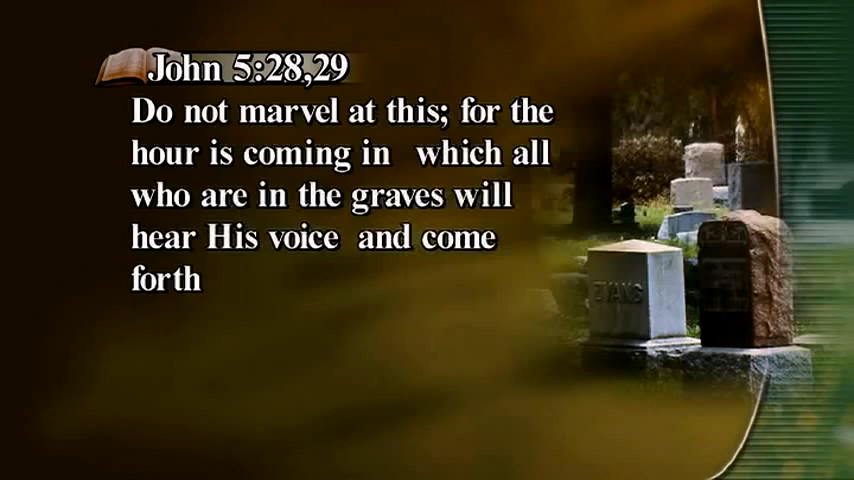 John 5:28,29
Do not marvel at this; for the
hour is coming in which all
who are in the graves will
hear His voice and come
forth
EVANS